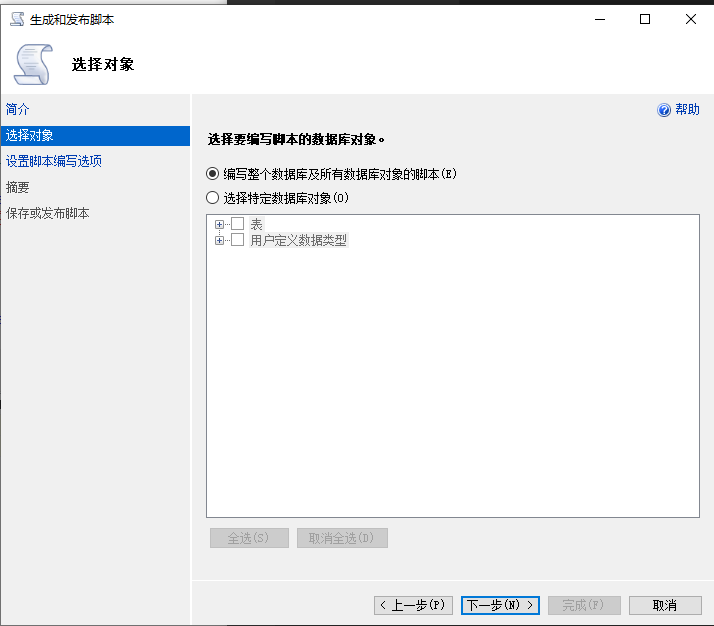 生成和发布脚本
选择对象
简介
选择对象
设置脚本编写选项
摘要
保存或发布脚本
帮助
选择要编写脚本的数据库对象。
编写整个数据库及所有数据库对象的脚本(E)
选择特定数据库对象(O)
表
用户定义数据类型
全选(S)
取消全选(D)
< 上一步(P)
下一步(N) >
完成(F)
取消